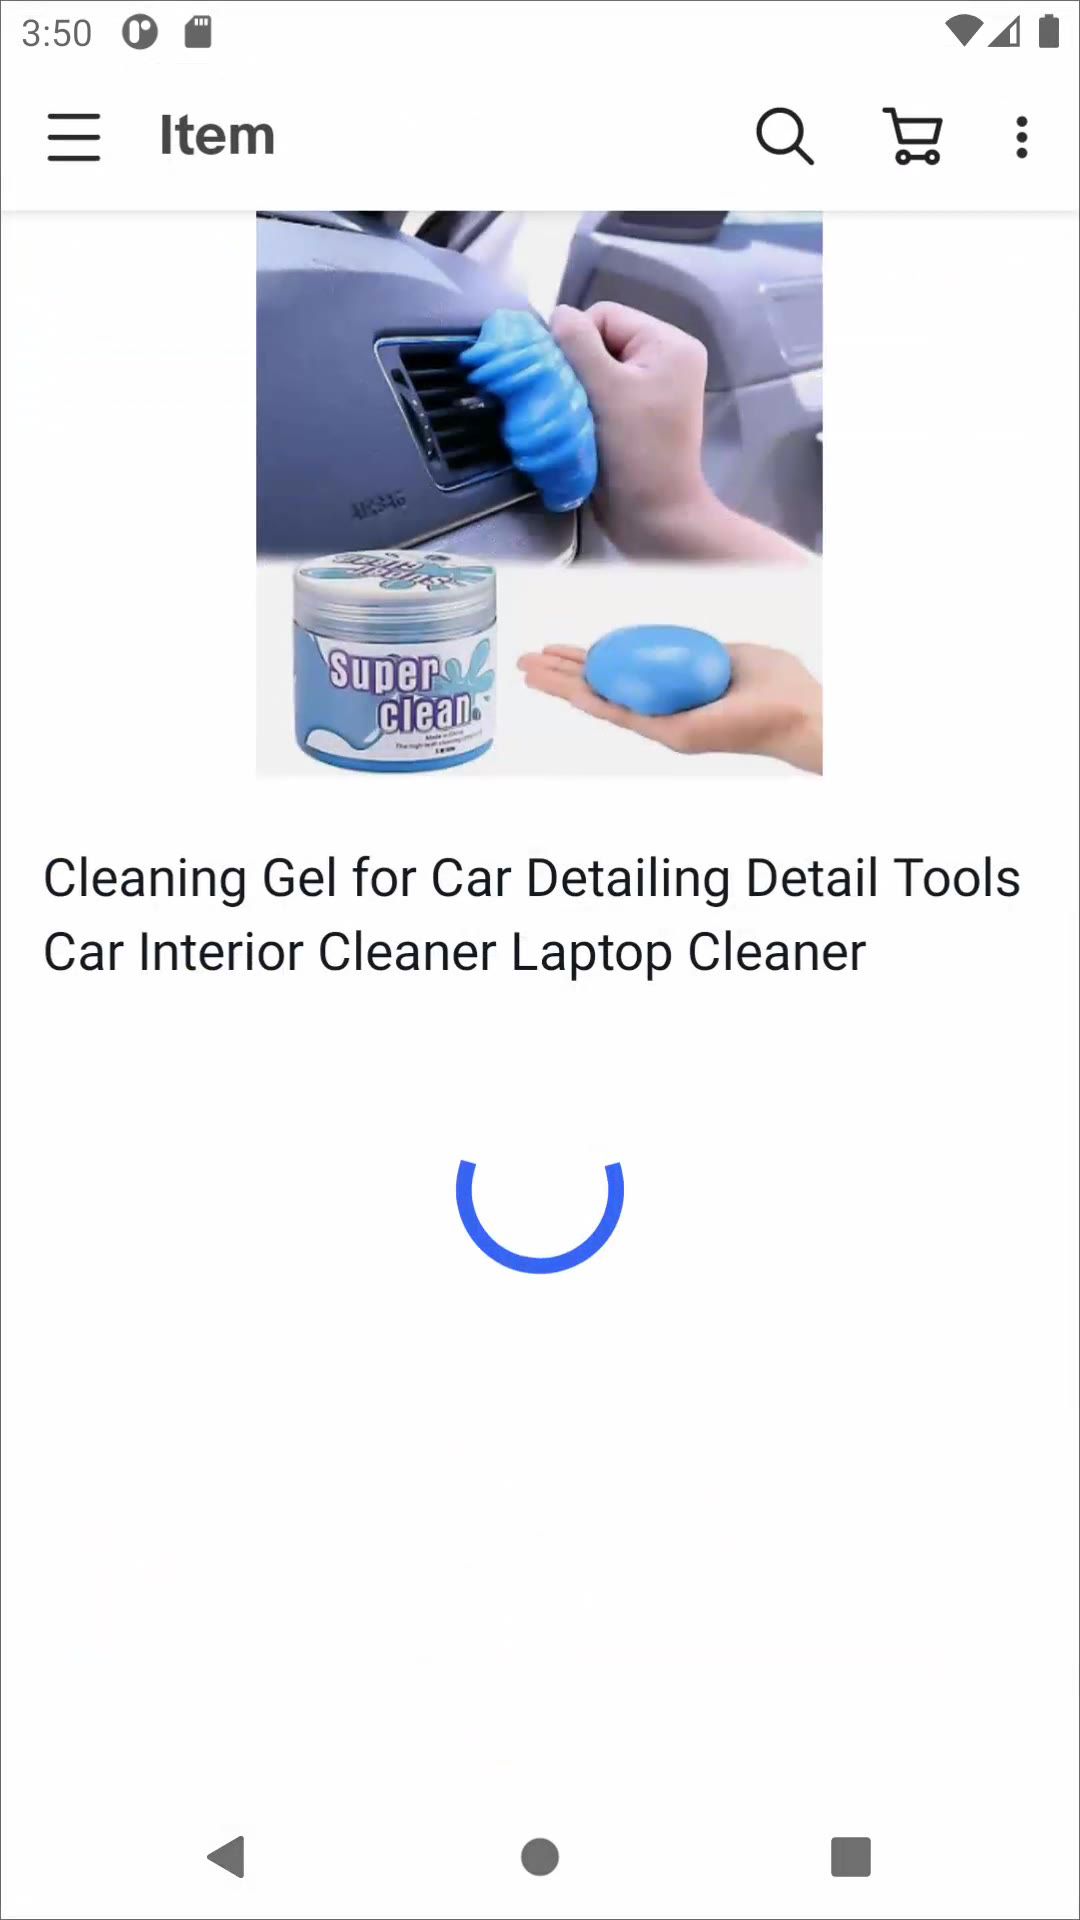 3:50
Item
Super
clean
Cleaning Gel for Car Detailing Detail Tools
Car Interior Cleaner Laptop Cleaner